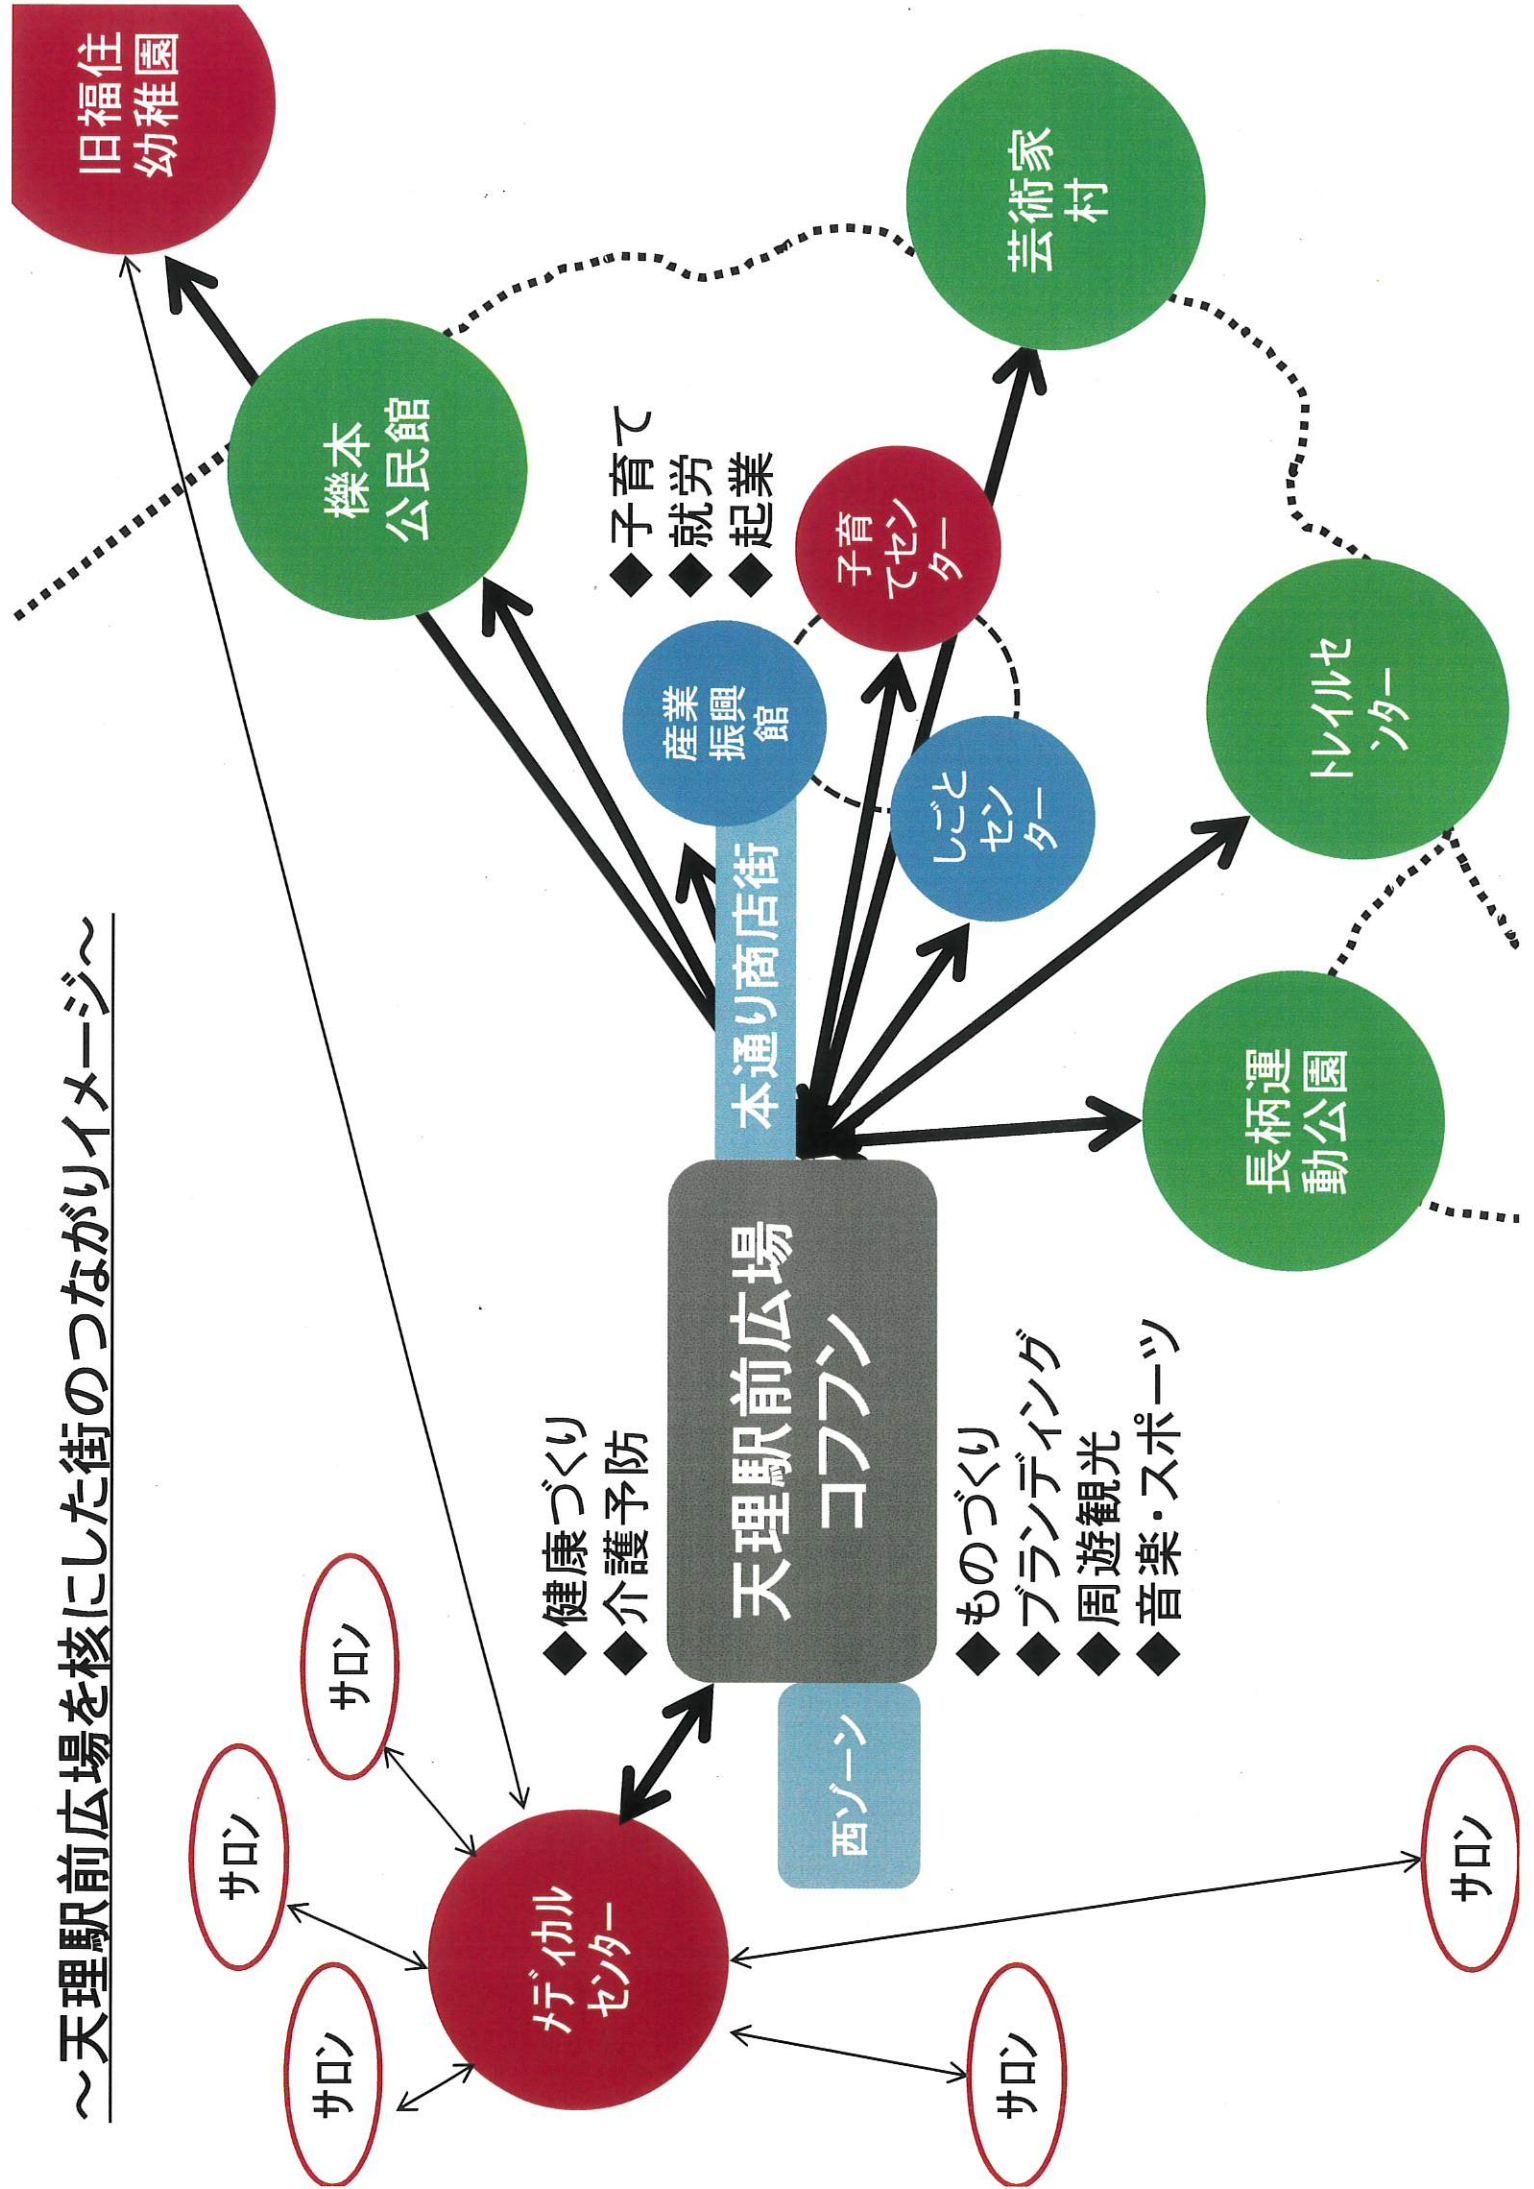 ～天理駅前広場を核にした街のつながりイメージ～
サロン
サロン
サロン
メディカル
センター
サロン
サロン
◆健康づくり
◆介護予防
西ゾーン
天理駅前広場
コフフン
◆ものづくり
◆ブランディング
◆周遊観光
◆音楽・スポーツ
本通り商店街
産業
振興
館
しごと
セン
ター
子育
てセン
ター
◆子育て
◆就労
◆起業
旧福住
幼稚園
櫟本
公民館
芸術家
村
トレイルセ
ンター
長柄運
動公園